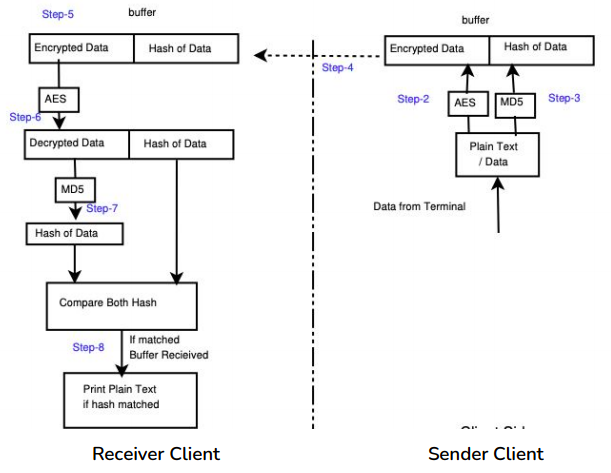 Step-5
buffer
Encrypted Data
Hash of Data
AES
Step-6
Decrypted Data
Hash of Data
MD5
Step-7
Hash of Data
Compare Both Hash
Step-8
If matched
Buffer Recieived
Print Plain Text
if hash matched
Receiver Client
Step-4
buffer
Encrypted Data
Hash of Data
Step-2
AES
MD5
Step-3
Plain Text
/ Data
Data from Terminal
Sender Client